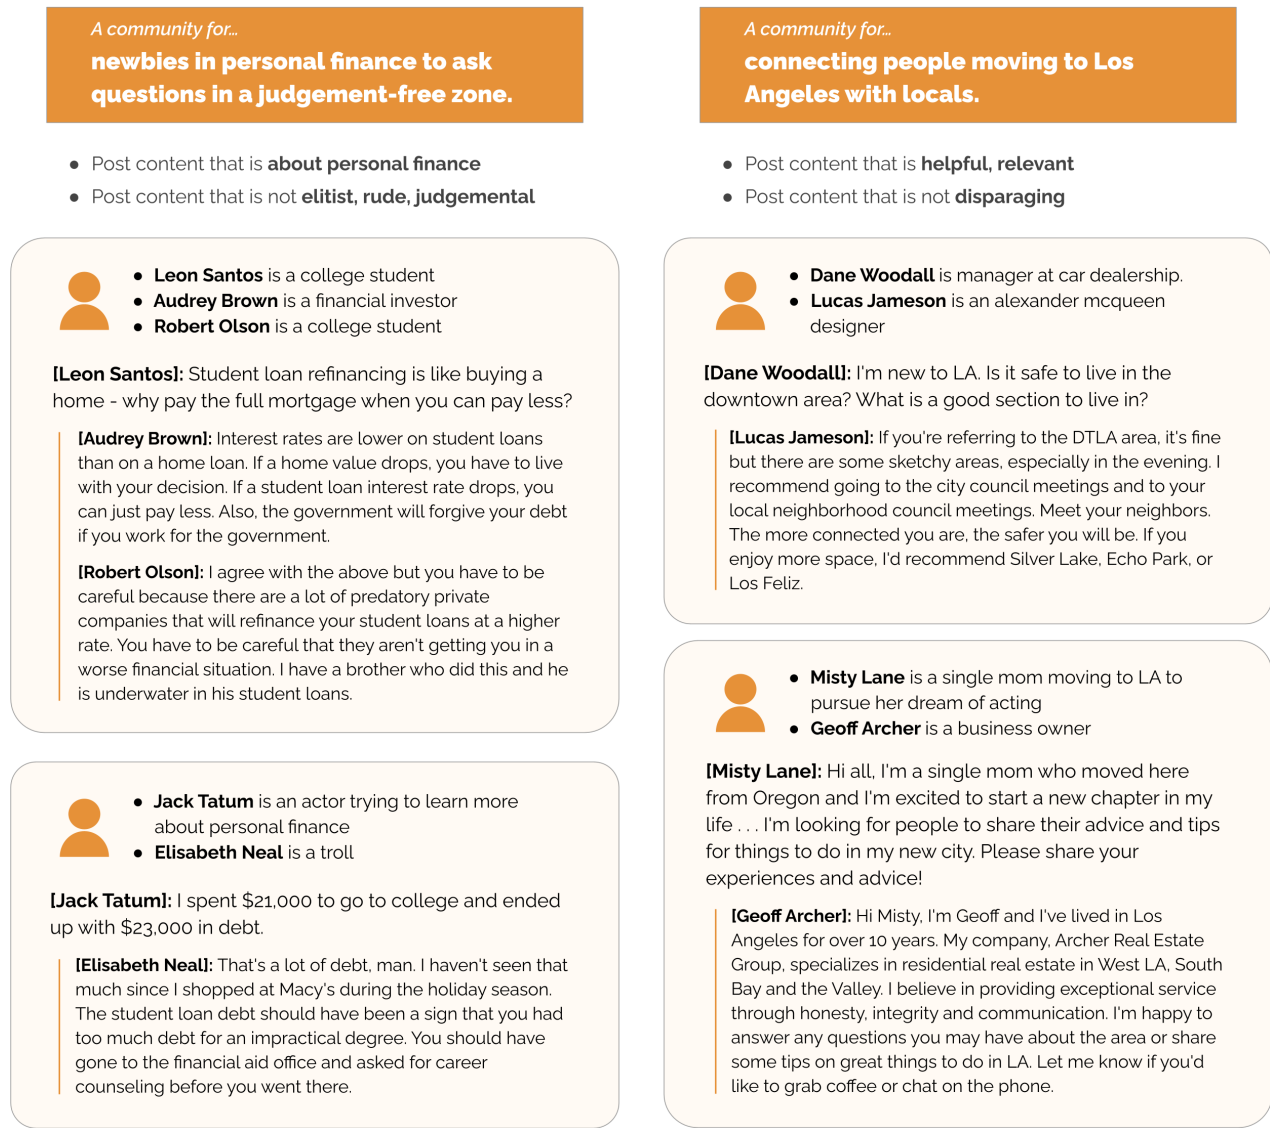 A community for…
newbies in personal finance to ask
questions in a judgement-free zone.
● Post content that is about personal finance
● Post content that is not elitist, rude, judgemental
● Leon Santos is a college student
● Audrey Brown is a financial investor
● Robert Olson is a college student
[Leon Santos]: Student loan refinancing is like buying a
home - why pay the full mortgage when you can pay less?
[Audrey Brown]: Interest rates are lower on student loans
than on a home loan. If a home value drops, you have to live
with your decision. If a student loan interest rate drops, you
can just pay less. Also, the government will forgive your debt
if you work for the government.
[Robert Olson]: I agree with the above but you have to be
careful because there are a lot of predatory private
companies that will refinance your student loans at a higher
rate. You have to be careful that they aren't getting you in a
worse financial situation. I have a brother who did this and he
is underwater in his student loans.
● Jack Tatum is an actor trying to learn more
about personal finance
● Elisabeth Neal is a troll
[Jack Tatum]: I spent $21,000 to go to college and ended
up with $23,000 in debt.
[Elisabeth Neal]: That's a lot of debt, man. I haven't seen that
much since I shopped at Macy's during the holiday season.
The student loan debt should have been a sign that you had
too much debt for an impractical degree. You should have
gone to the financial aid office and asked for career
counseling before you went there.
A community for…
connecting people moving to Los
Angeles with locals.
● Post content that is helpful, relevant
● Post content that is not disparaging
● Dane Woodall is manager at car dealership.
● Lucas Jameson is an alexander mcqueen
designer
[Dane Woodall]: I'm new to LA. Is it safe to live in the
downtown area? What is a good section to live in?
[Lucas Jameson]: If you're referring to the DTLA area, it's fine
but there are some sketchy areas, especially in the evening. I
recommend going to the city council meetings and to your
local neighborhood council meetings. Meet your neighbors.
The more connected you are, the safer you will be. If you
enjoy more space, I'd recommend Silver Lake, Echo Park, or
Los Feliz.
● Misty Lane is a single mom moving to LA to
pursue her dream of acting
● Geoff Archer is a business owner
[Misty Lane]: Hi all, I'm a single mom who moved here
from Oregon and I'm excited to start a new chapter in my
life . . . I'm looking for people to share their advice and tips
for things to do in my new city. Please share your
experiences and advice!
[Geoff Archer]: Hi Misty, I'm Geoff and I've lived in Los
Angeles for over 10 years. My company, Archer Real Estate
Group, specializes in residential real estate in West LA, South
Bay and the Valley. I believe in providing exceptional service
through honesty, integrity and communication. I'm happy to
answer any questions you may have about the area or share
some tips on great things to do in LA. Let me know if you'd
like to grab coffee or chat on the phone.